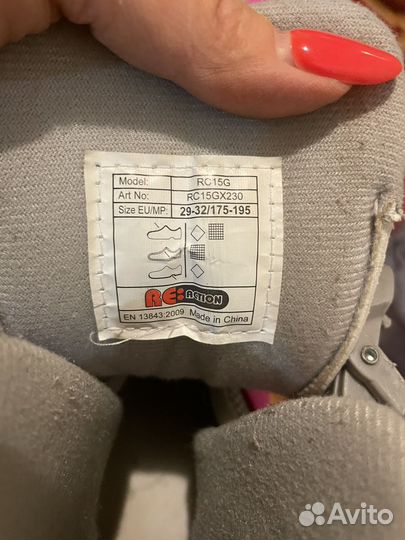 Model: RC15G
Art No: RC15GX230
Size EU/MP: 29-32/175-195
RE:ACTION
EN 13843:2009 Made in China
Avito